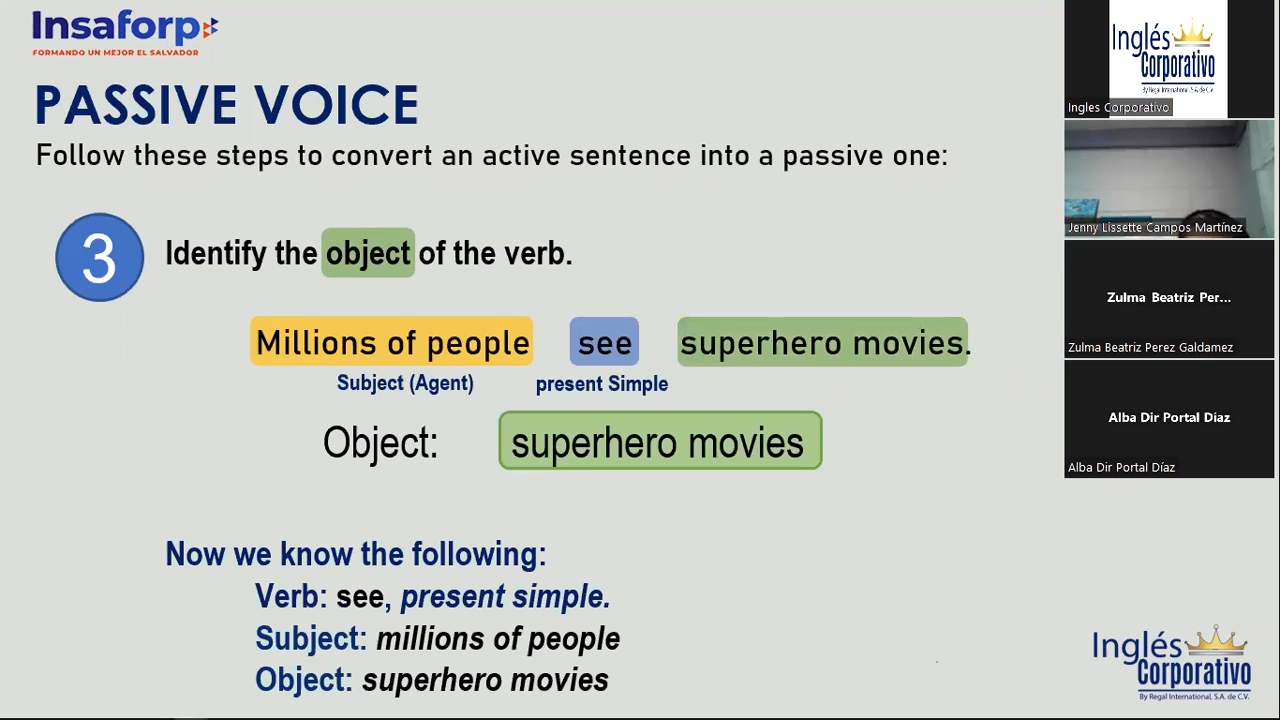 Insaforp
FORMANDO UN MEJOR EL SALVADOR
PASSIVE VOICE
Follow these steps to convert an active sentence into a passive one:
3 Identify the object of the verb.
Millions of people see superhero movies.
Subject (Agent) present Simple
Object: superhero movies
Now we know the following:
Verb: see, present simple.
Subject: millions of people
Object: superhero movies
Inglés
Corporativo
By Regal International, S.A. de C.V.
Ingles Corporativo
Jenny Lissette Campos Martínez
Zulma Beatriz Per...
Zulma Beatriz Perez Galdamez
Alba Dir Portal Díaz
Alba Dir Portal Díaz
Inglés
Corporativo
By Regal International, S.A. de C.V.